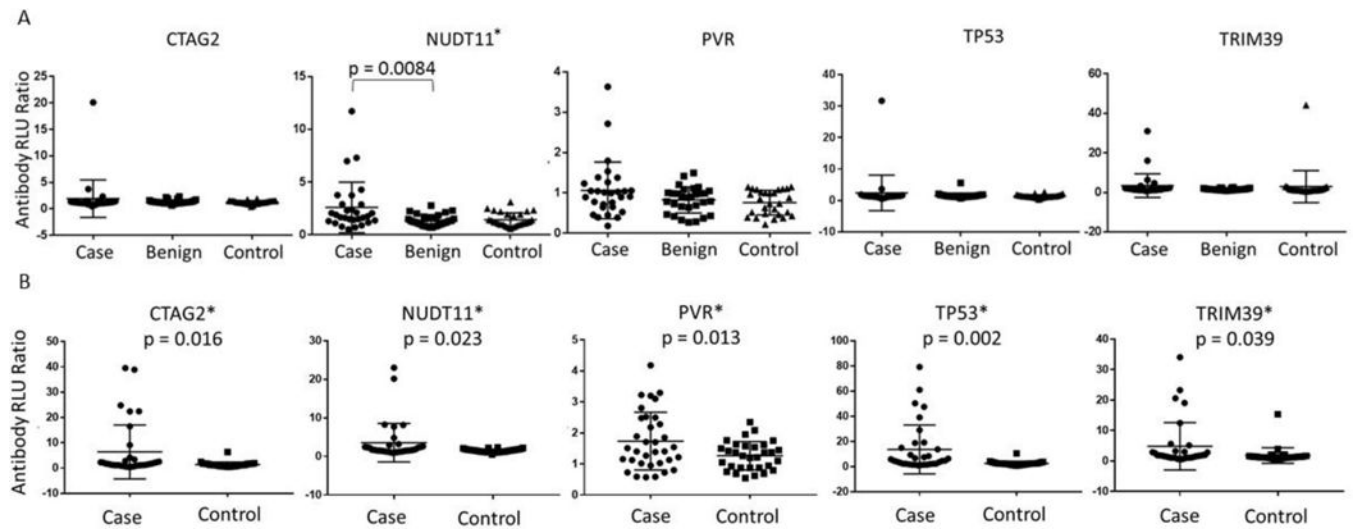 A
CTAG2 NUDT11* PVR TP53 TRIM39
p = 0.0084
Antibody RLU Ratio
25 20 15 10 5 0 -5
15 10 5 0
4 3 2 1 0
40 30 20 10 0 -10
60 40 20 0 -20
Case Benign Control Case Benign Control Case Benign Control Case Benign Control Case Benign Control
B
CTAG2* NUDT11* PVR* TP53* TRIM39*
p = 0.016 p = 0.023 p = 0.013 p = 0.002 p = 0.039
Antibody RLU Ratio
50 40 30 20 10 0 -10
30 20 10 0 -10
5 4 3 2 1 0
100 80 60 40 20 0 -20
40 30 20 10 0 -10
Case Control Case Control Case Control Case Control Case Control